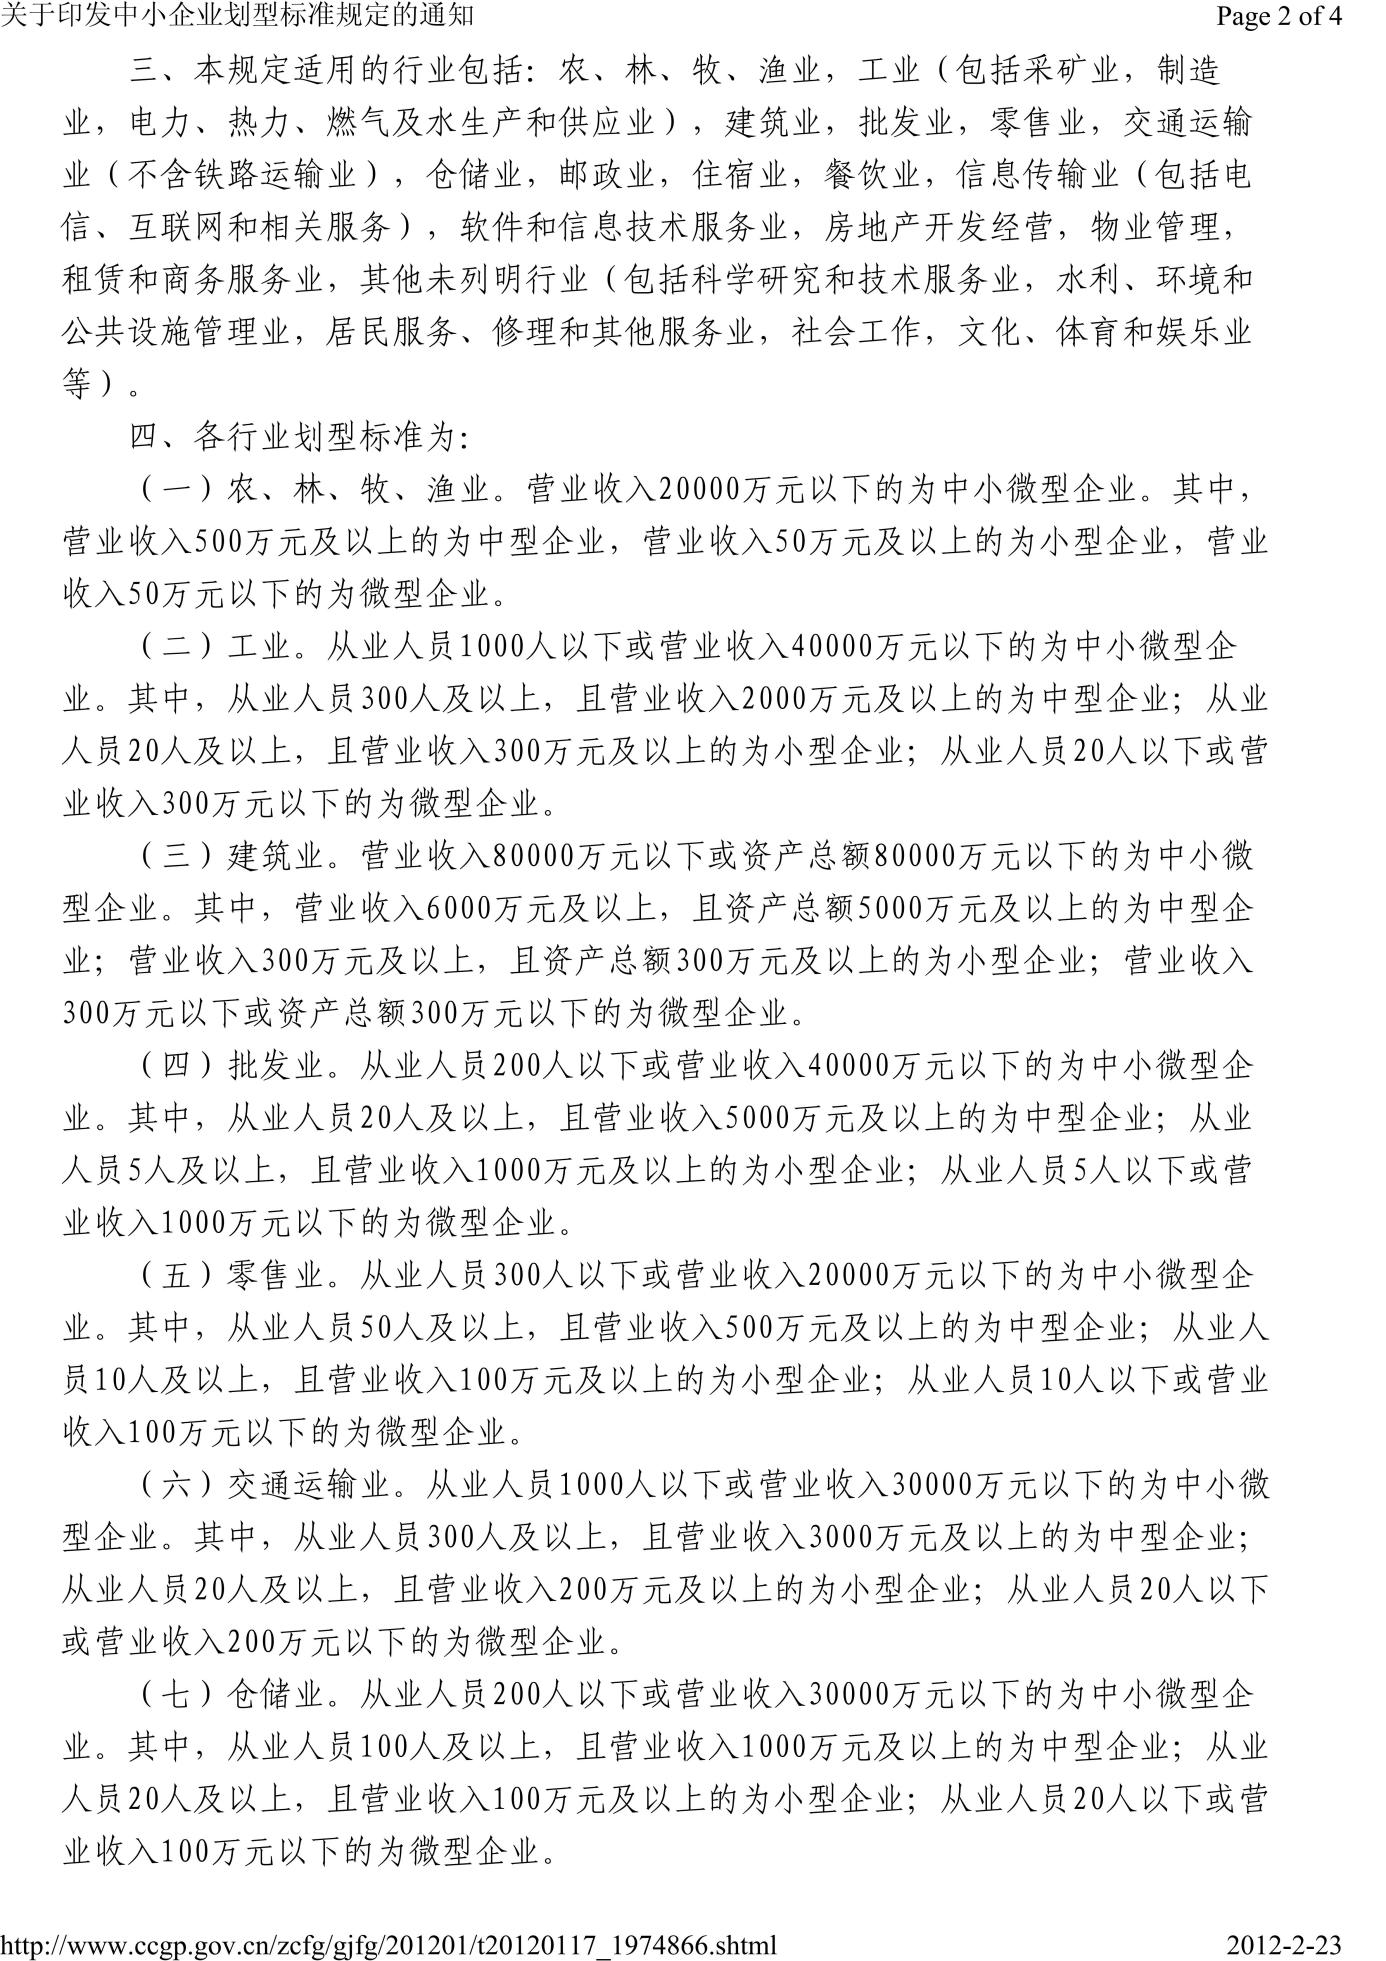 关于印发中小企业划型标准规定的通知
Page 2 of 4
三、本规定适用的行业包括：农、林、牧、渔业，工业（包括采矿业，制造
业，电力、热力、燃气及水生产和供应业），建筑业，批发业，零售业，交通运输
业（不含铁路运输业），仓储业，邮政业，住宿业，餐饮业，信息传输业（包括电
信、互联网和相关服务），软件和信息技术服务业，房地产开发经营，物业管理，
租赁和商务服务业，其他未列明行业（包括科学研究和技术服务业，水利、环境和
公共设施管理业，居民服务、修理和其他服务业，社会工作，文化、体育和娱乐业
等）。
四、各行业划型标准为：
（一）农、林、牧、渔业。营业收入20000万元以下的为中小微型企业。其中，
营业收入500万元及以上的为中型企业，营业收入50万元及以上的为小型企业，营业
收入50万元以下的为微型企业。
（二）工业。从业人员1000人以下或营业收入40000万元以下的为中小微型企
业。其中，从业人员300人及以上，且营业收入2000万元及以上的为中型企业；从业
人员20人及以上，且营业收入300万元及以上的为小型企业；从业人员20人以下或营
业收入300万元以下的为微型企业。
（三）建筑业。营业收入80000万元以下或资产总额80000万元以下的为中小微
型企业。其中，营业收入6000万元及以上，且资产总额5000万元及以上的为中型企
业；营业收入300万元及以上，且资产总额300万元及以上的为小型企业；营业收入
300万元以下或资产总额300万元以下的为微型企业。
（四）批发业。从业人员200人以下或营业收入40000万元以下的为中小微型企
业。其中，从业人员20人及以上，且营业收入5000万元及以上的为中型企业；从业
人员5人及以上，且营业收入1000万元及以上的为小型企业；从业人员5人以下或营
业收入1000万元以下的为微型企业。
（五）零售业。从业人员300人以下或营业收入20000万元以下的为中小微型企
业。其中，从业人员50人及以上，且营业收入500万元及以上的为中型企业；从业人
员10人及以上，且营业收入100万元及以上的为小型企业；从业人员10人以下或营业
收入100万元以下的为微型企业。
（六）交通运输业。从业人员1000人以下或营业收入30000万元以下的为中小微
型企业。其中，从业人员300人及以上，且营业收入3000万元及以上的为中型企业；
从业人员20人及以上，且营业收入200万元及以上的为小型企业；从业人员20人以下
或营业收入200万元以下的为微型企业。
（七）仓储业。从业人员200人以下或营业收入30000万元以下的为中小微型企
业。其中，从业人员100人及以上，且营业收入1000万元及以上的为中型企业；从业
人员20人及以上，且营业收入100万元及以上的为小型企业；从业人员20人以下或营
业收入100万元以下的为微型企业。
http://www.ccgp.gov.cn/zcfg/gjfg/201201/t20120117_1974866.shtml
2012-2-23